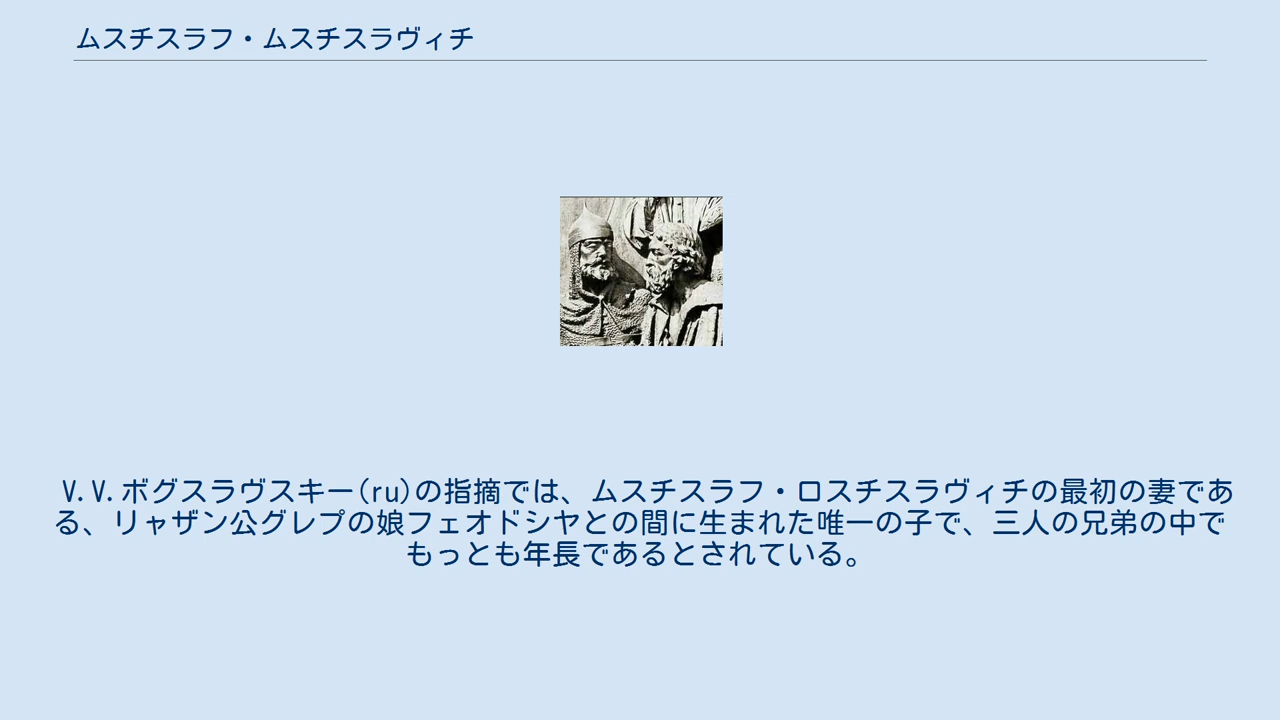 ムスチスラフ・ムスチスラヴィチ
V.V.ボグスラヴスキー(ru)の指摘では、ムスチスラフ・ロスチスラヴィチの最初の妻であ
る、リャザン公グレプの娘フェオドシヤとの間に生まれた唯一の子で、三人の兄弟の中で
もっとも年長であるとされている。